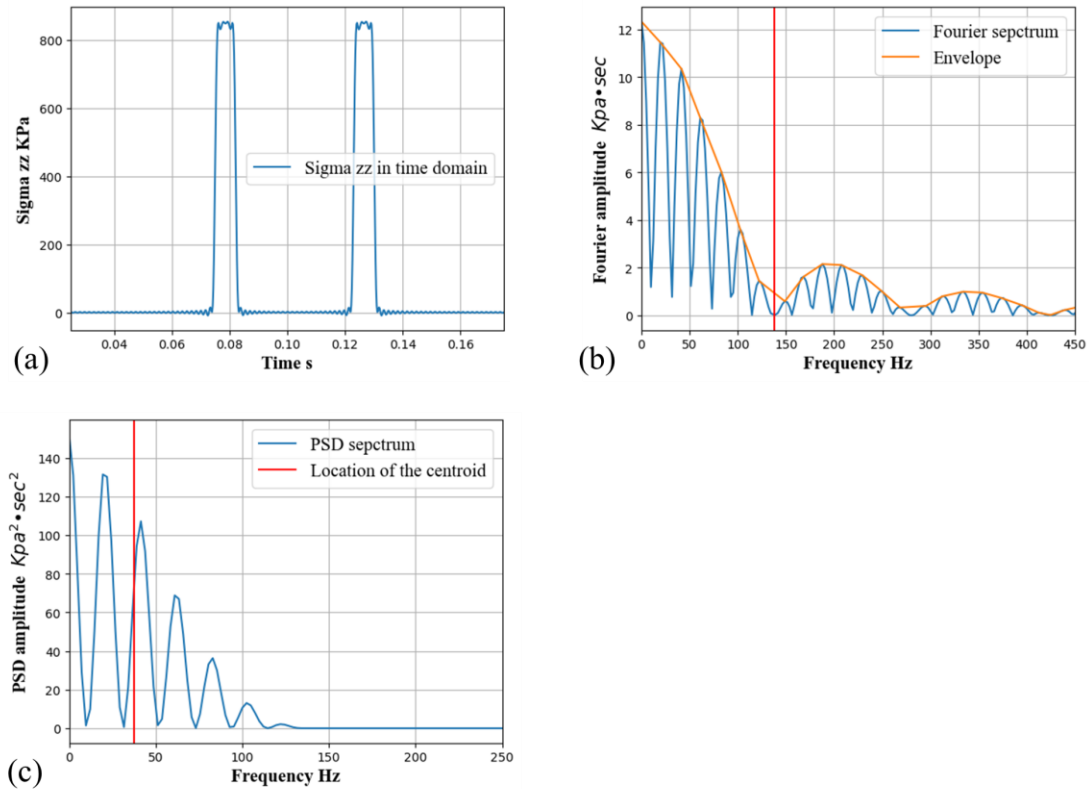 800
600
400
200
0
Sigma zz KPa
Sigma zz in time domain
0.04 0.06 0.08 0.10 0.12 0.14 0.16
Time s
(a)
12
10
8
6
4
2
0
Fourier amplitude Kpa•sec
Fourier sepctrum
Envelope
0 50 100 150 200 250 300 350 400 450
Frequency Hz
(b)
140
120
100
80
60
40
20
0
PSD amplitude Kpa²•sec²
PSD sepctrum
Location of the centroid
0 50 100 150 200 250
Frequency Hz
(c)